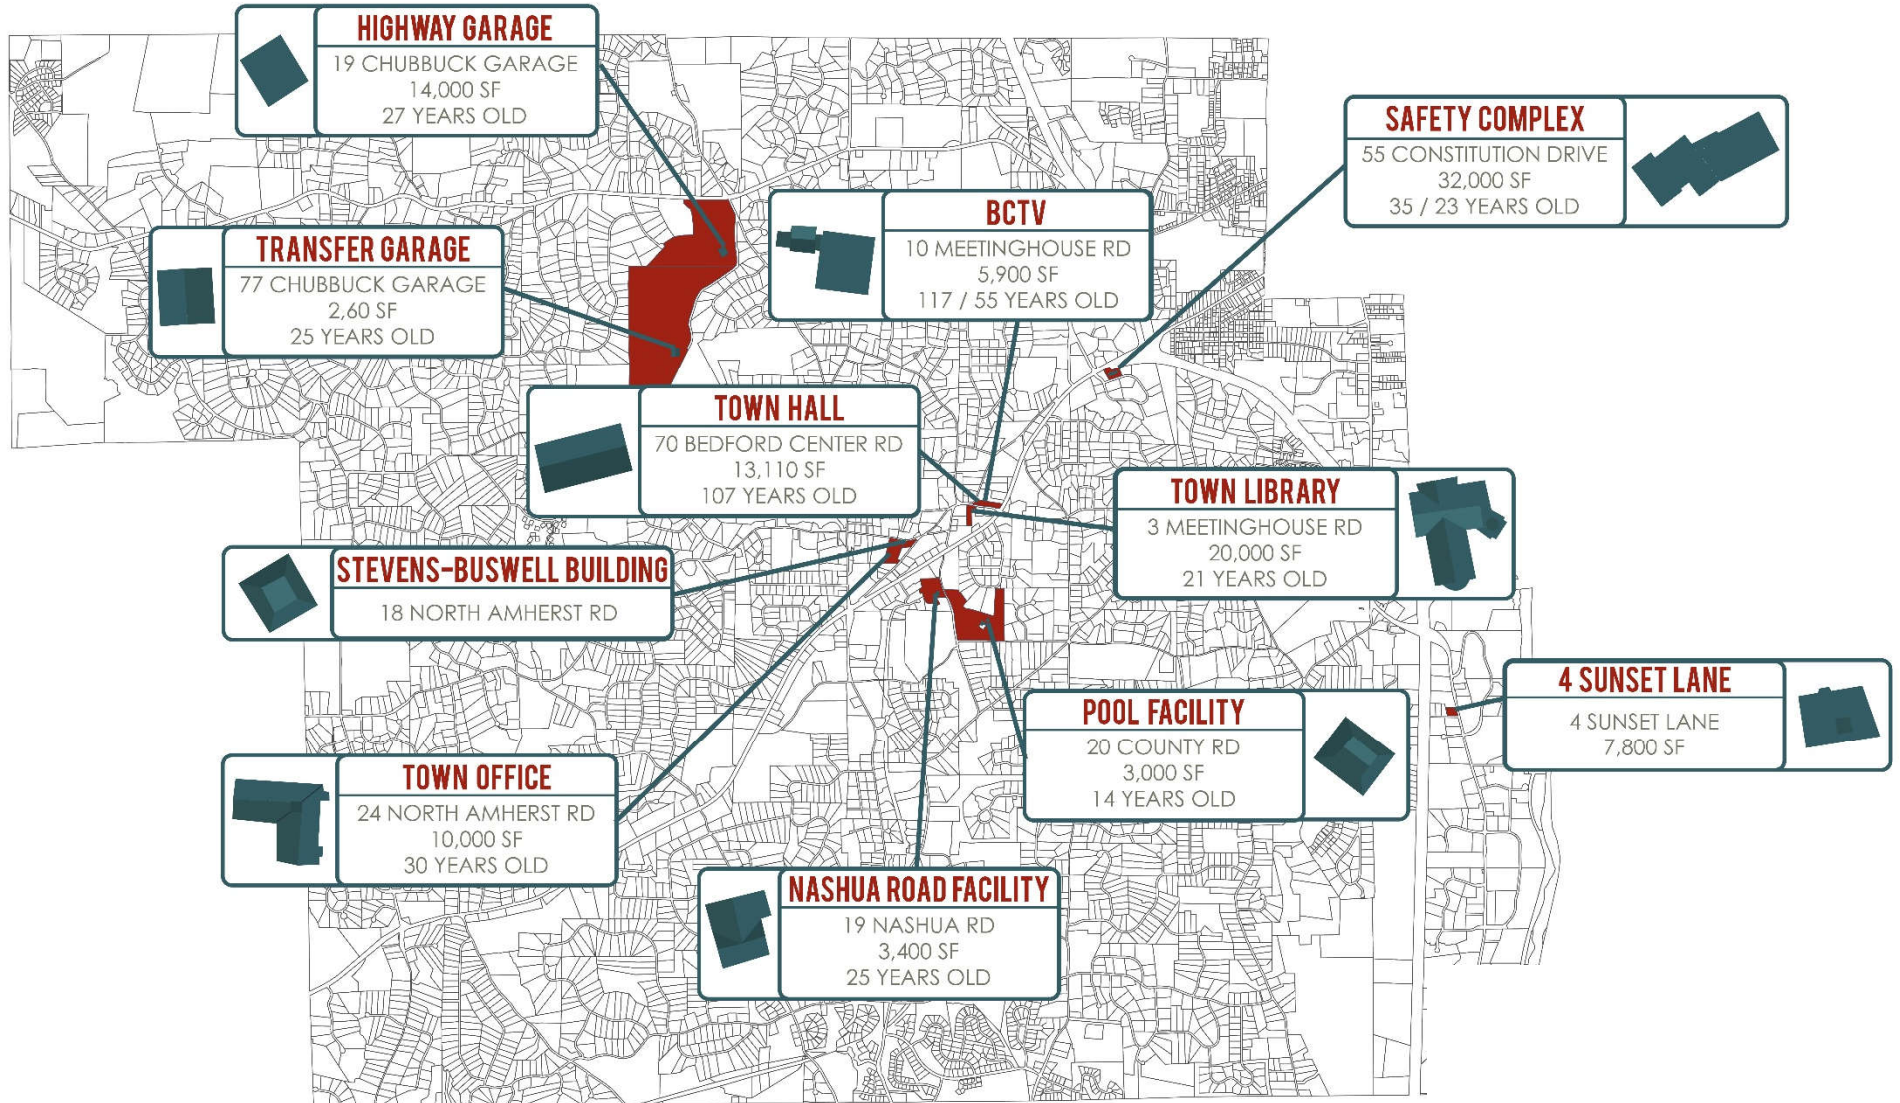 HIGHWAY GARAGE
19 CHUBBUCK GARAGE
14,000 SF
27 YEARS OLD
SAFETY COMPLEX
55 CONSTITUTION DRIVE
32,000 SF
35 / 23 YEARS OLD
BCTV
10 MEETINGHOUSE RD
5,900 SF
117 / 55 YEARS OLD
TRANSFER GARAGE
77 CHUBBUCK GARAGE
2,60 SF
25 YEARS OLD
TOWN HALL
70 BEDFORD CENTER RD
13,110 SF
107 YEARS OLD
TOWN LIBRARY
3 MEETINGHOUSE RD
20,000 SF
21 YEARS OLD
STEVENS-BUSWELL BUILDING
18 NORTH AMHERST RD
4 SUNSET LANE
4 SUNSET LANE
7,800 SF
POOL FACILITY
20 COUNTY RD
3,000 SF
14 YEARS OLD
TOWN OFFICE
24 NORTH AMHERST RD
10,000 SF
30 YEARS OLD
NASHUA ROAD FACILITY
19 NASHUA RD
3,400 SF
25 YEARS OLD